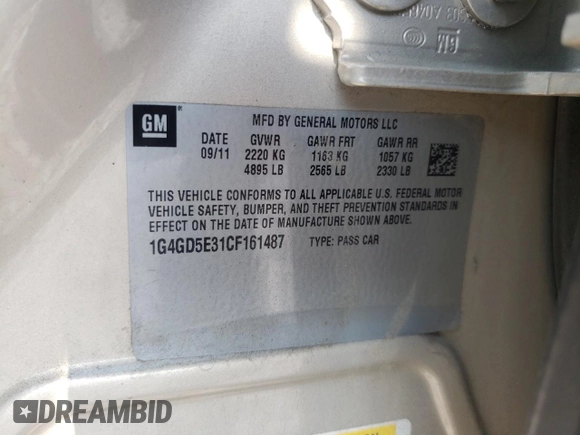 GM
MFD BY GENERAL MOTORS LLC
DATE GVWR GAWR FRT GAWR RR
09/11 2220 KG 1163 KG 1057 KG
4895 LB 2565 LB 2330 LB
THIS VEHICLE CONFORMS TO ALL APPLICABLE U.S. FEDERAL MOTOR
VEHICLE SAFETY, BUMPER, AND THEFT PREVENTION STANDARDS IN
EFFECT ON THE DATE OF MANUFACTURE SHOWN ABOVE.
1G4GD5E31CF161487 TYPE: PASS CAR
GM
DREAMBID